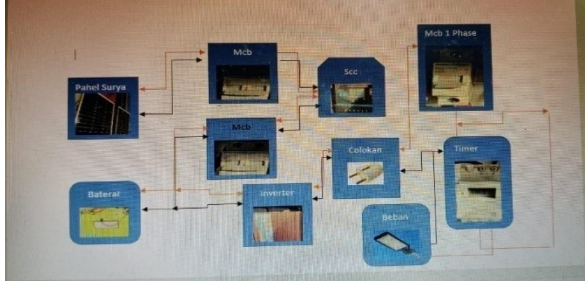 Mcb
Mcb 1 Phase
Scc
Panel Surya
Mcb
Colokan
Timer
Baterai
Inverter
Beban